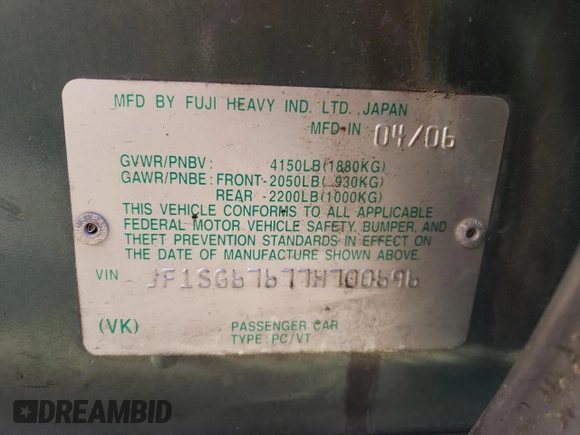 MFD BY FUJI HEAVY IND. LTD. JAPAN
MFD-IN 04/06
GVWR/PNBV: 4150LB(1880KG)
GAWR/PNBE: FRONT-2050LB( 930KG)
REAR -2200LB(1000KG)
THIS VEHICLE CONFORMS TO ALL APPLICABLE
FEDERAL MOTOR VEHICLE SAFETY, BUMPER, AND
THEFT PREVENTION STANDARDS IN EFFECT ON
THE DATE OF MANUFACTURE SHOWN ABOVE.
VIN
(VK) PASSENGER CAR
TYPE: PC/VT
DREAMBID